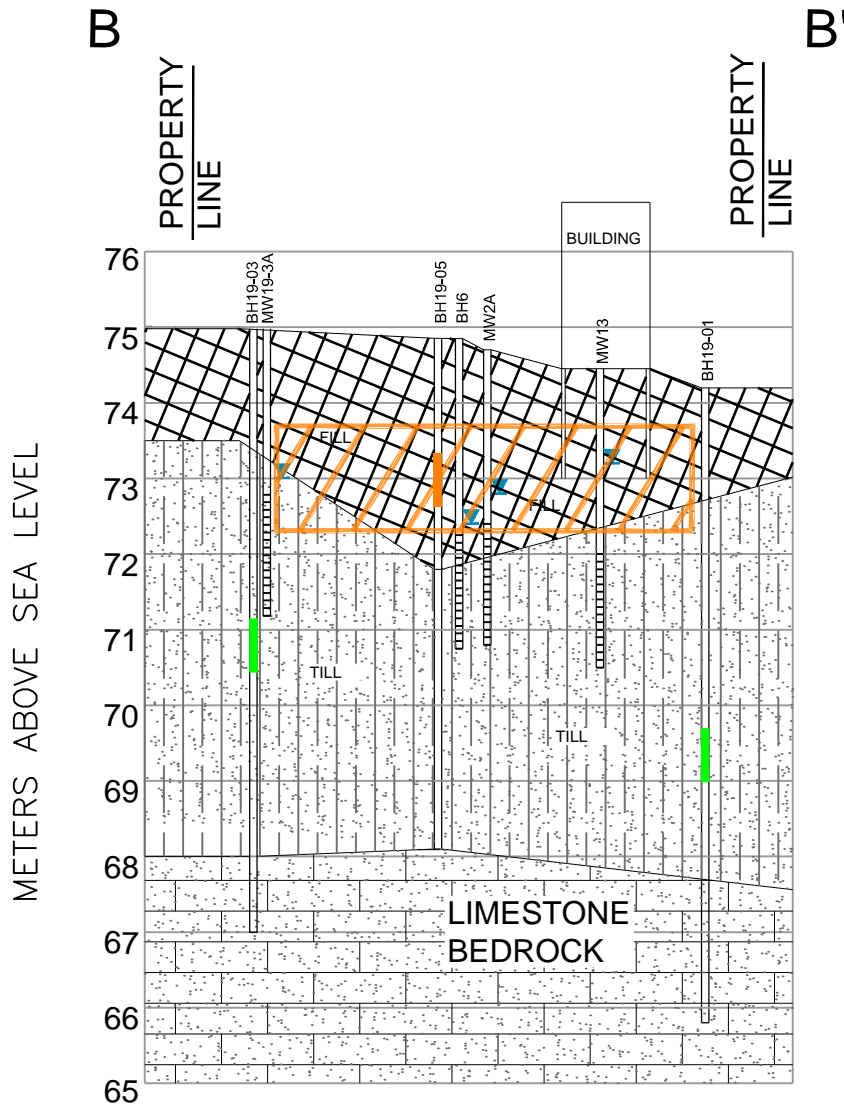 B
B'
PROPERTY
LINE
PROPERTY
LINE
BUILDING
76
BH19-03
MW19-3A
BH19-05
BH6
MW2A
MW13
BH19-01
75
74
FILL
73
FILL
72
71
TILL
70
TILL
69
68
LIMESTONE
BEDROCK
67
66
65
METERS ABOVE SEA LEVEL